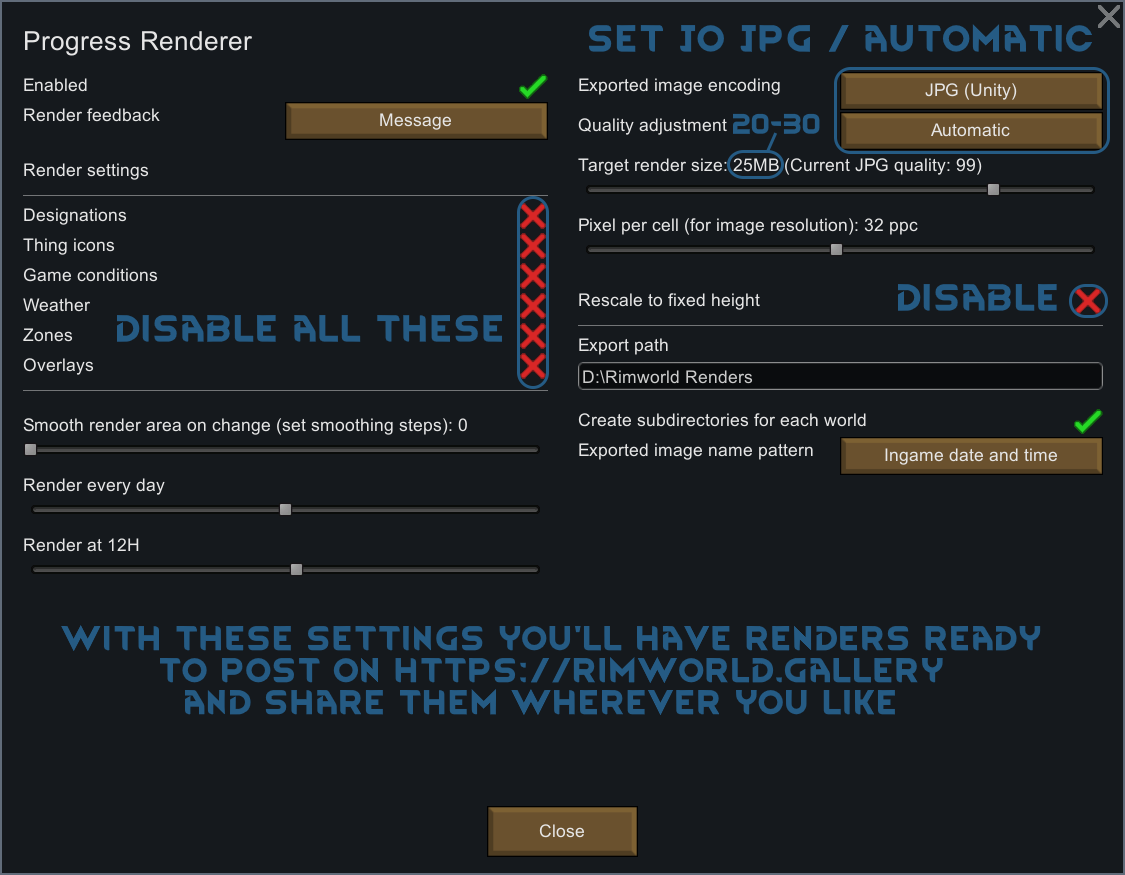 Progress Renderer
Enabled
Render feedback
Message
Render settings
Designations
Thing icons
Game conditions
Weather
Zones
Overlays
DISABLE ALL THESE
Smooth render area on change (set smoothing steps): 0
Render every day
Render at 12H
SET TO JPG / AUTOMATIC
Exported image encoding
JPG (Unity)
Quality adjustment
20-30
Automatic
Target render size: 25MB (Current JPG quality: 99)
Pixel per cell (for image resolution): 32 ppc
Rescale to fixed height
DISABLE
Export path
D:\Rimworld Renders
Create subdirectories for each world
Exported image name pattern
Ingame date and time
WITH THESE SETTINGS YOU'LL HAVE RENDERS READY
TO POST ON HTTPS://RIMWORLD.GALLERY
AND SHARE THEM WHEREVER YOU LIKE
Close